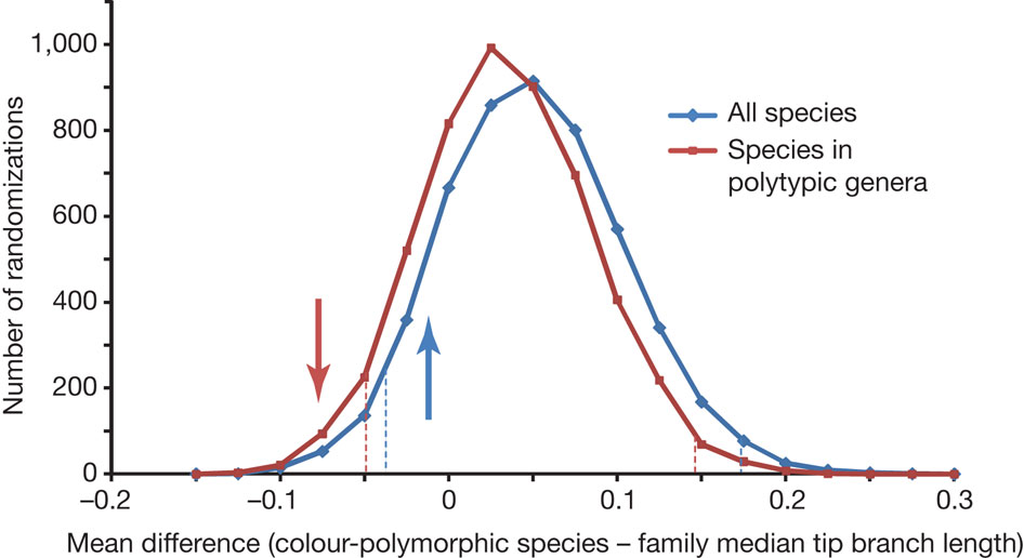 Number of randomizations
1,000
800
600
400
200
0
−0.2
−0.1
0
0.1
0.2
0.3
All species
Species in
polytypic genera
Mean difference (colour-polymorphic species – family median tip branch length)